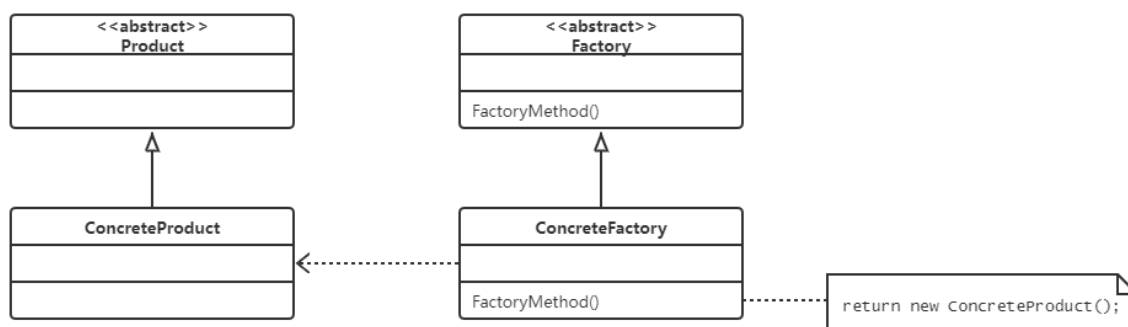 <<abstract>>
Product
<<abstract>>
Factory
FactoryMethod()
ConcreteProduct
ConcreteFactory
FactoryMethod()
return new ConcreteProduct();